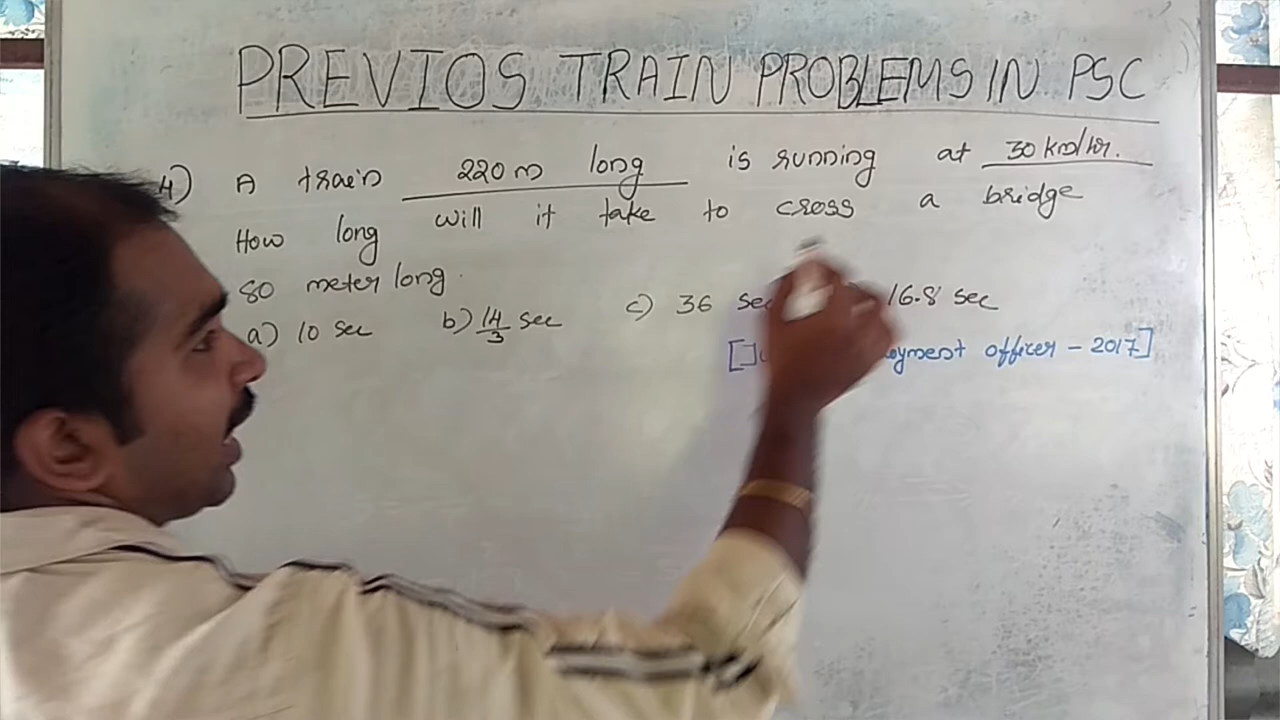 PREVIOS TRAIN PROBLEMS IN PSC
4) A train 220 m long is running at 30 km/hr.
How long will it take to cross a bridge
80 meter long.
a) 10 sec b) 14/3 sec c) 36 sec 16.8 sec
officer - 2017]